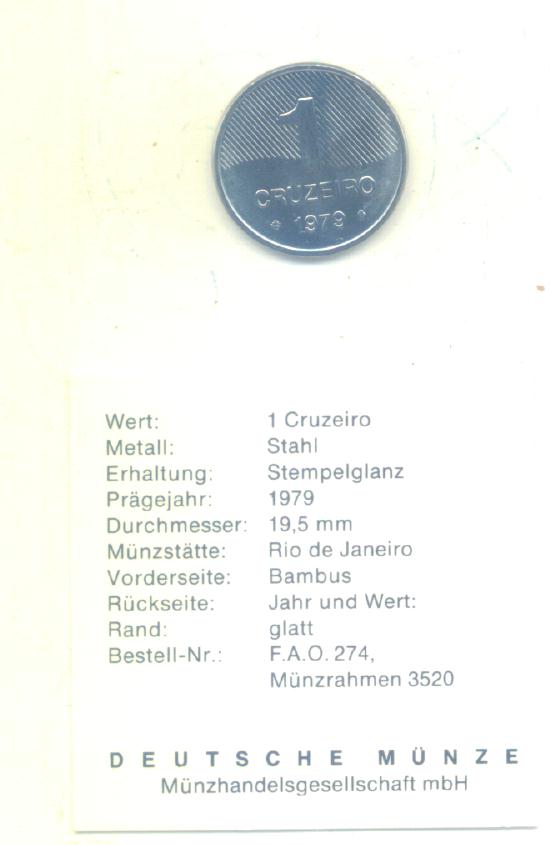 1
CRUZEIRO
* 1979 *
Wert: 1 Cruzeiro
Metall: Stahl
Erhaltung: Stempelglanz
Prägejahr: 1979
Durchmesser: 19,5 mm
Münzstätte: Rio de Janeiro
Vorderseite: Bambus
Rückseite: Jahr und Wert:
Rand: glatt
Bestell-Nr.: F.A.O. 274,
Münzrahmen 3520
DEUTSCHE MÜNZE
Münzhandelsgesellschaft mbH